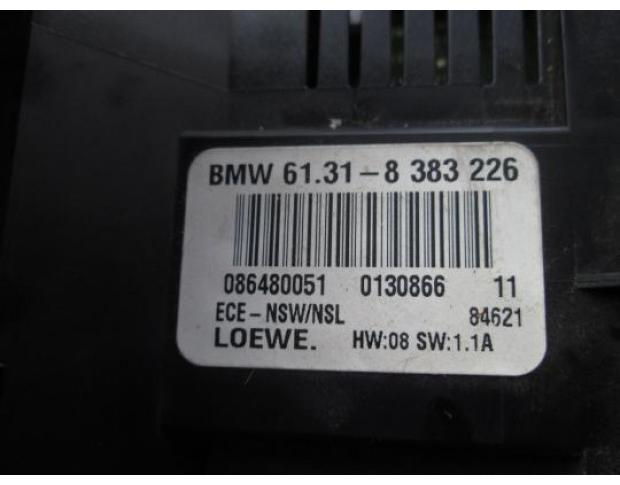 BMW 61.31-8 383 226
086480051 0130866 11
ECE-NSW/NSL 84621
LOEWE. HW:08 SW:1.1A